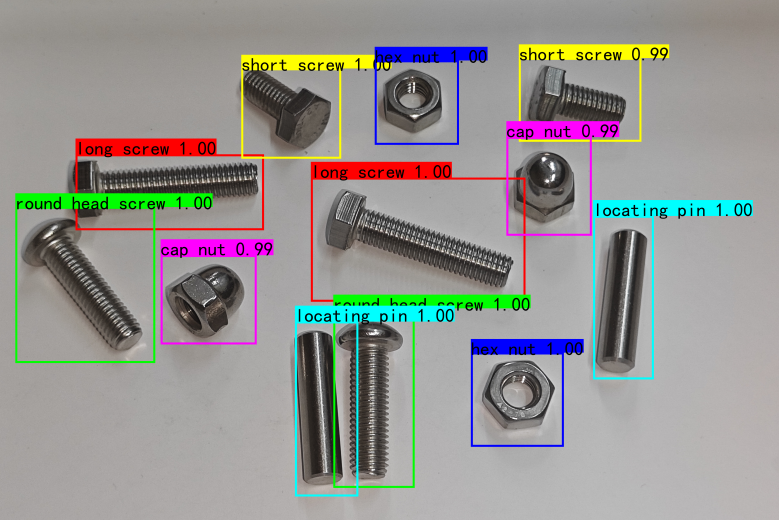 short screw 1.00
hex nut 1.00
short screw 0.99
cap nut 0.99
long screw 1.00
long screw 1.00
round head screw 1.00
locating pin 1.00
cap nut 0.99
round head screw 1.00
locating pin 1.00
hex nut 1.00